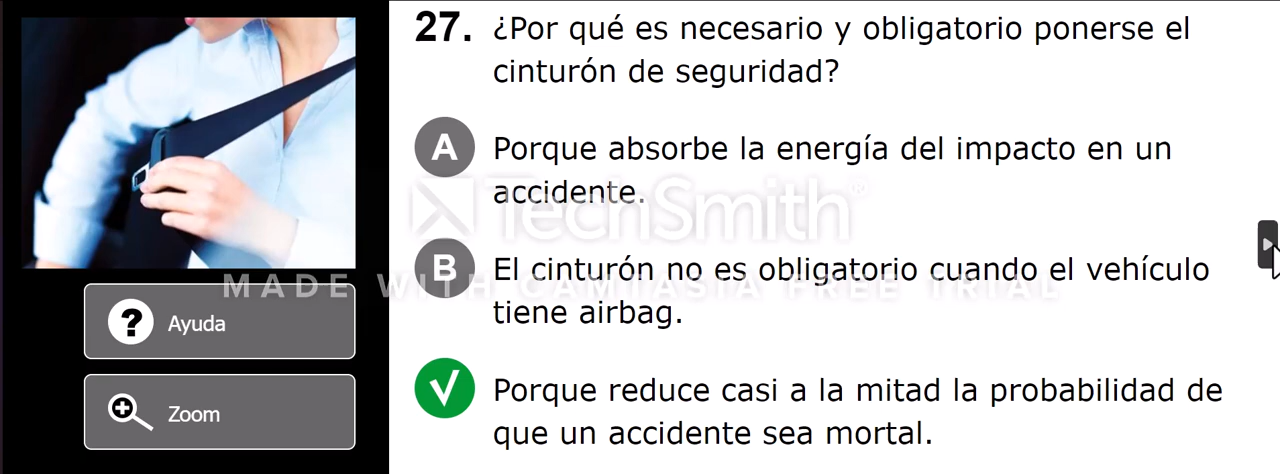 27. ¿Por qué es necesario y obligatorio ponerse el
cinturón de seguridad?
A Porque absorbe la energía del impacto en un
accidente.
TechSmith®
B El cinturón no es obligatorio cuando el vehículo
MADE WITH CAMTASIA FREE TRIAL
tiene airbag.
? Ayuda
Porque reduce casi a la mitad la probabilidad de
Zoom
que un accidente sea mortal.